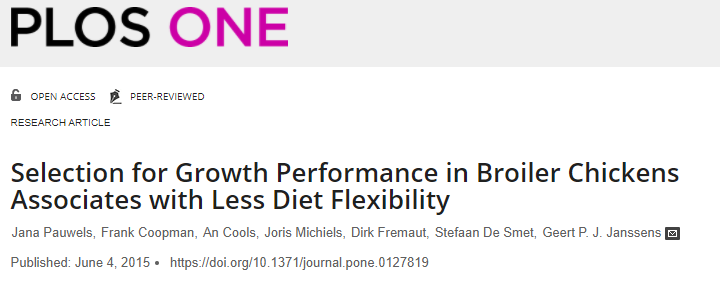 PLOS ONE
OPEN ACCESS PEER-REVIEWED
RESEARCH ARTICLE
Selection for Growth Performance in Broiler Chickens
Associates with Less Diet Flexibility
Jana Pauwels, Frank Coopman, An Cools, Joris Michiels, Dirk Fremaut, Stefaan De Smet, Geert P. J. Janssens
Published: June 4, 2015 • https://doi.org/10.1371/journal.pone.0127819